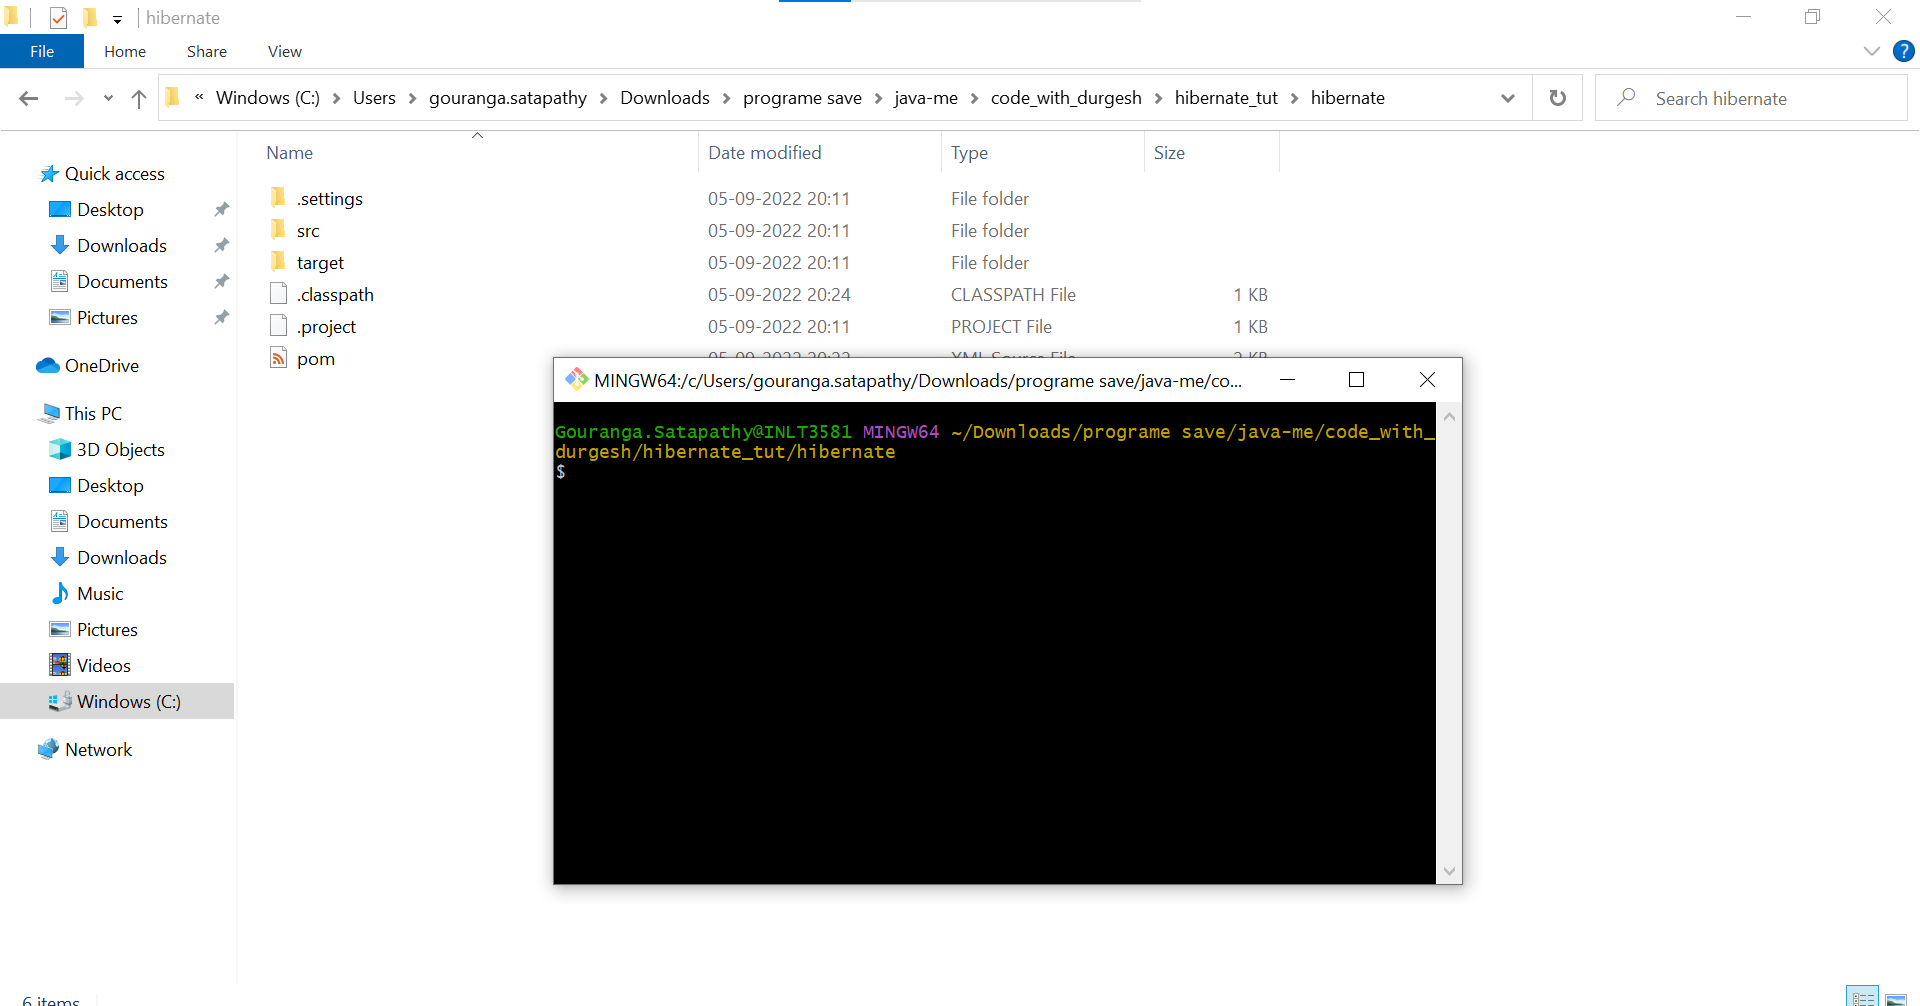 hibernate
File Home Share View
« Windows (C:) > Users > gouranga.satapathy > Downloads > programe save > java-me > code_with_durgesh > hibernate_tut > hibernate
Search hibernate
Quick access
Desktop
Downloads
Documents
Pictures
OneDrive
This PC
3D Objects
Desktop
Documents
Downloads
Music
Pictures
Videos
Windows (C:)
Network
Name Date modified Type Size
.settings 05-09-2022 20:11 File folder
src 05-09-2022 20:11 File folder
target 05-09-2022 20:11 File folder
.classpath 05-09-2022 20:24 CLASSPATH File 1 KB
.project 05-09-2022 20:11 PROJECT File 1 KB
pom XML Source File
MINGW64:/c/Users/gouranga.satapathy/Downloads/programe save/java-me/co...
Gouranga.Satapathy@INLT3581 MINGW64 ~/Downloads/programe save/java-me/code_with_
durgesh/hibernate_tut/hibernate
$
6 items